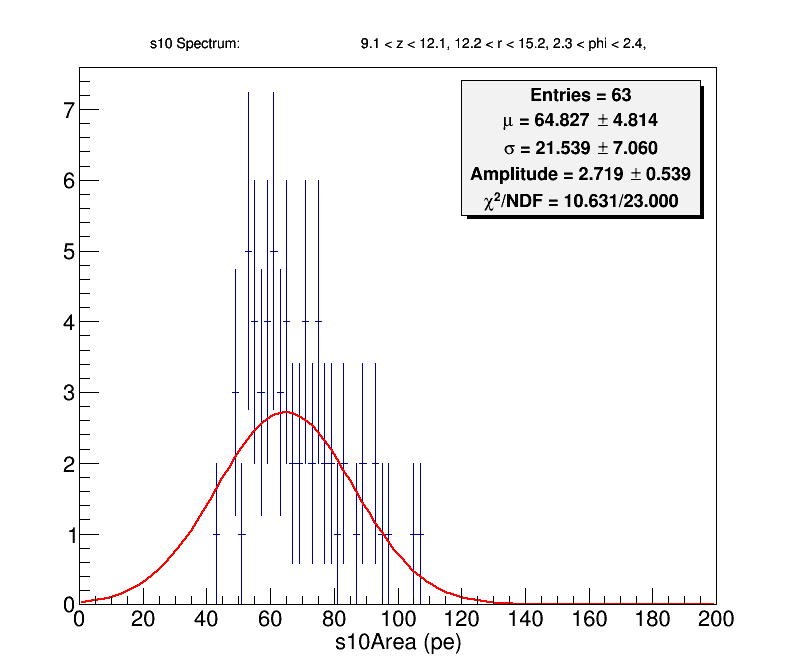 s10 Spectrum: 9.1 < z < 12.1, 12.2 < r < 15.2, 2.3 < phi < 2.4,
Entries = 63
μ = 64.827 ± 4.814
σ = 21.539 ± 7.060
Amplitude = 2.719 ± 0.539
χ²/NDF = 10.631/23.000
7
6
5
4
3
2
1
0
0 20 40 60 80 100 120 140 160 180 200
s10Area (pe)